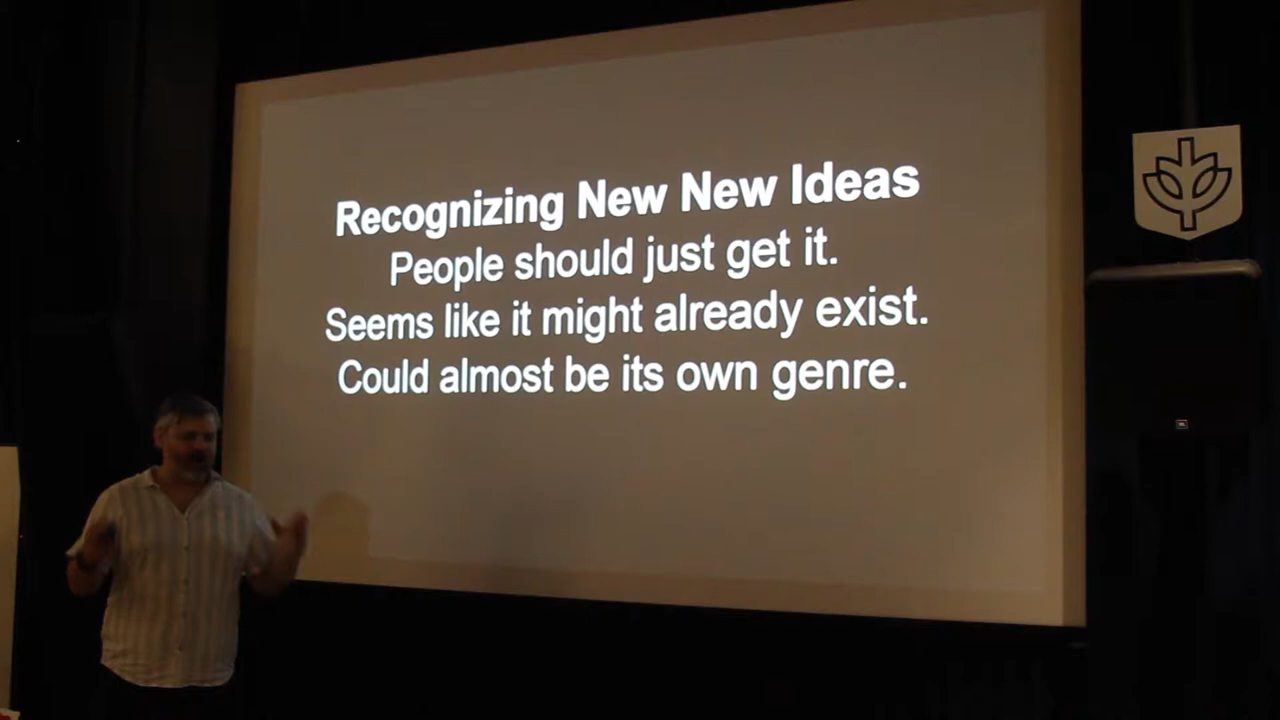 Recognizing New New Ideas
People should just get it.
Seems like it might already exist.
Could almost be its own genre.